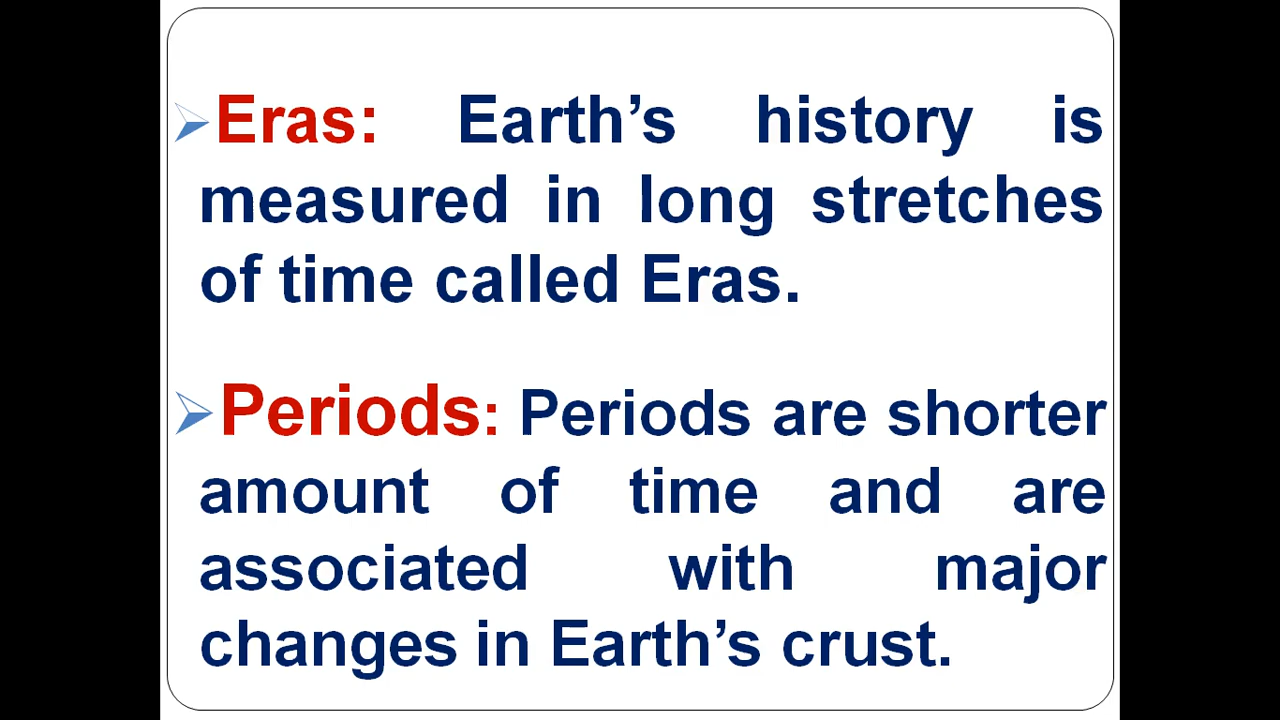 Eras: Earth’s history is
measured in long stretches
of time called Eras.
Periods: Periods are shorter
amount of time and are
associated with major
changes in Earth’s crust.